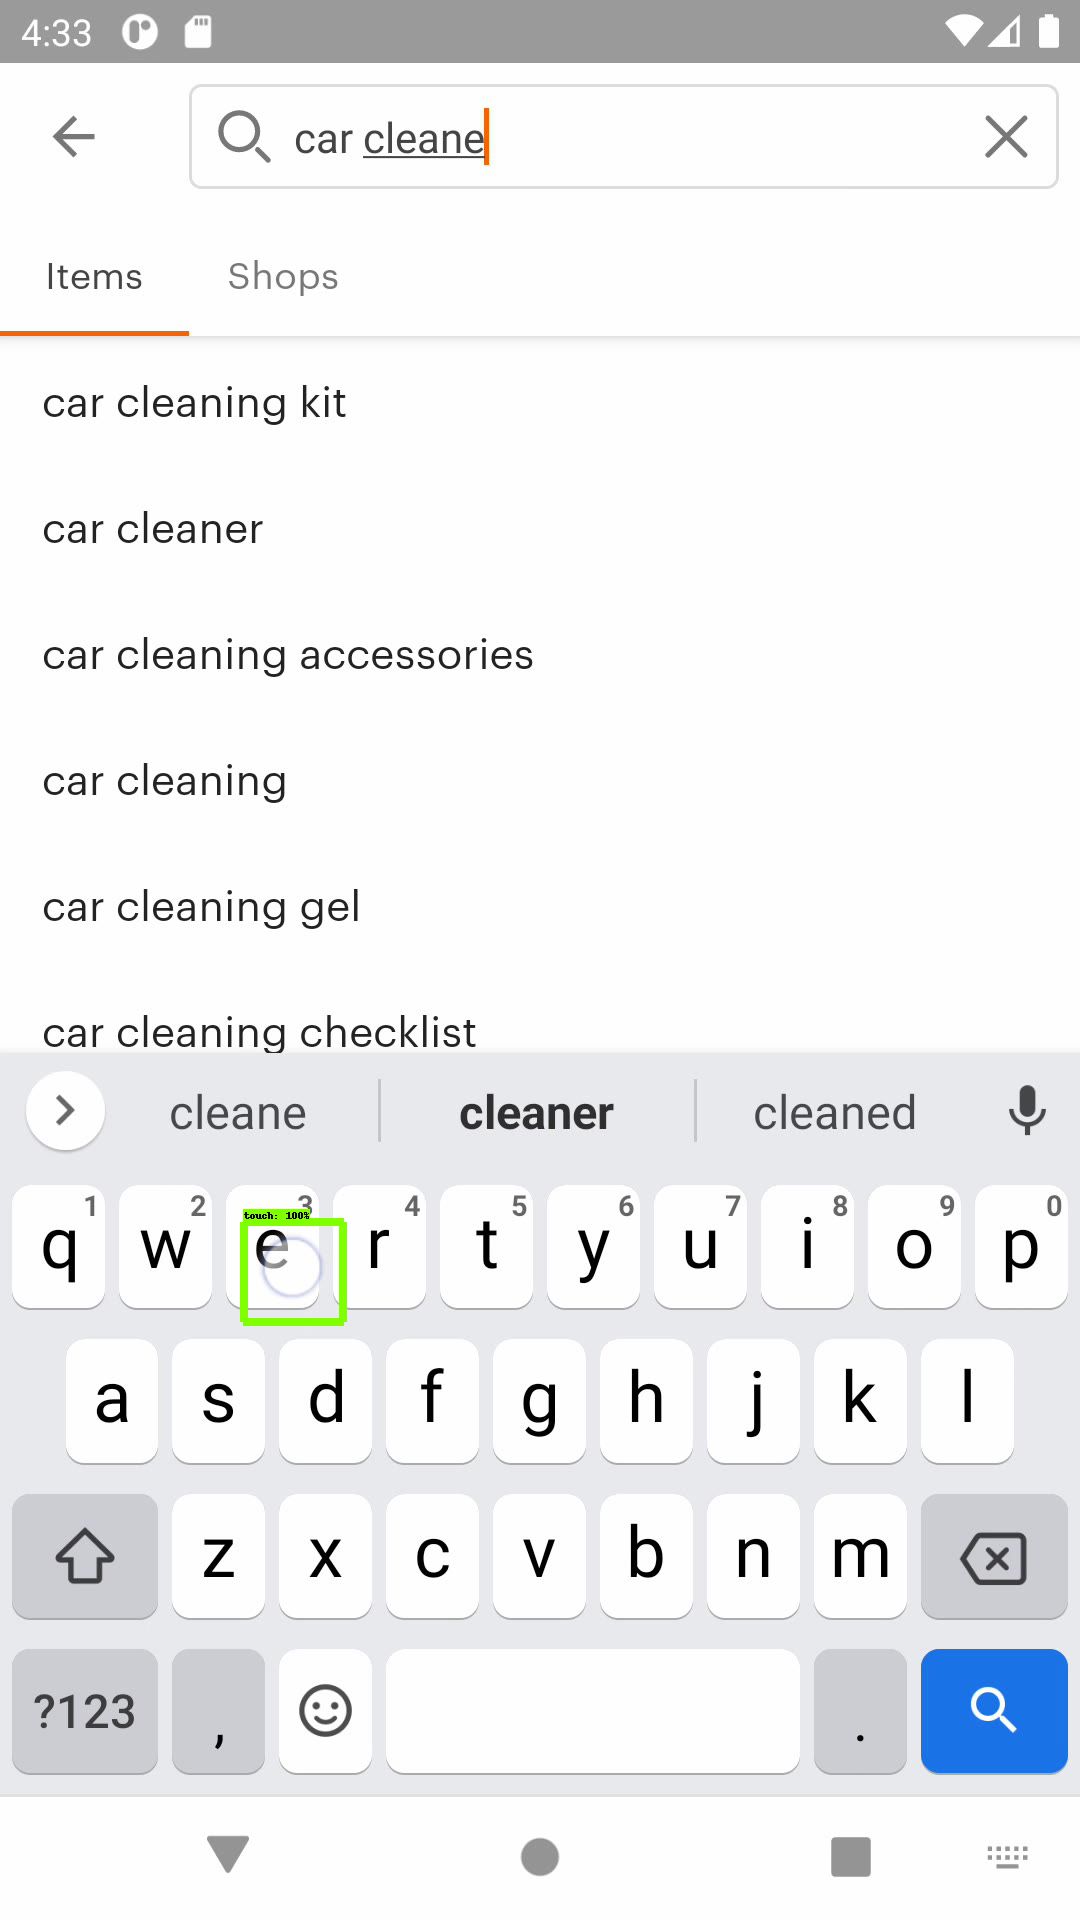 4:33
car cleane
Items Shops
car cleaning kit
car cleaner
car cleaning accessories
car cleaning
car cleaning gel
car cleaning checklist
cleane cleaner cleaned
1 2 3 4 5 6 7 8 9 0
touch: 100%
q w e r t y u i o p
a s d f g h j k l
z x c v b n m
?123 , .